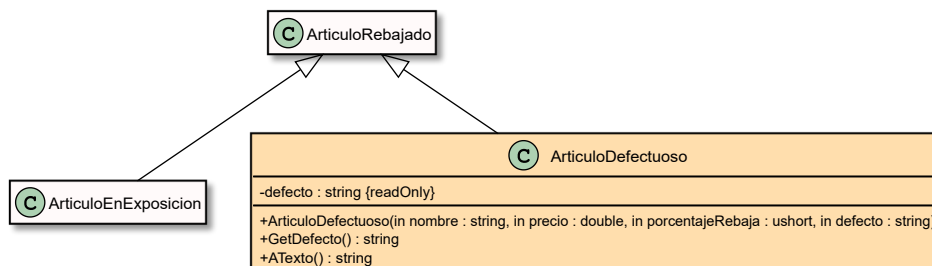 C ArticuloRebajado
C ArticuloDefectuoso
-defecto : string {readOnly}
C ArticuloEnExposicion
+ArticuloDefectuoso(in nombre : string, in precio : double, in porcentajeRebaja : ushort, in defecto : string)
+GetDefecto() : string
+ATexto() : string